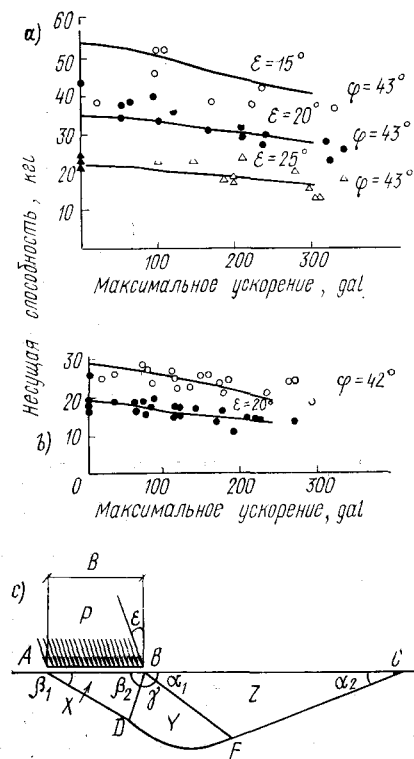 а)
60
50
40
30
20
10
ε = 15°
φ = 43°
ε = 20°
φ = 43°
ε = 25°
φ = 43°
100
200
300
Максимальное ускорение, gal
Несущая способность, кгс
30
20
10
0
φ = 42°
ε = 20°
b)
100
200
300
Максимальное ускорение, gal
c)
B
P
ε
A
B
C
β₁
X
β₂
γ
α₁
Z
α₂
D
Y
F